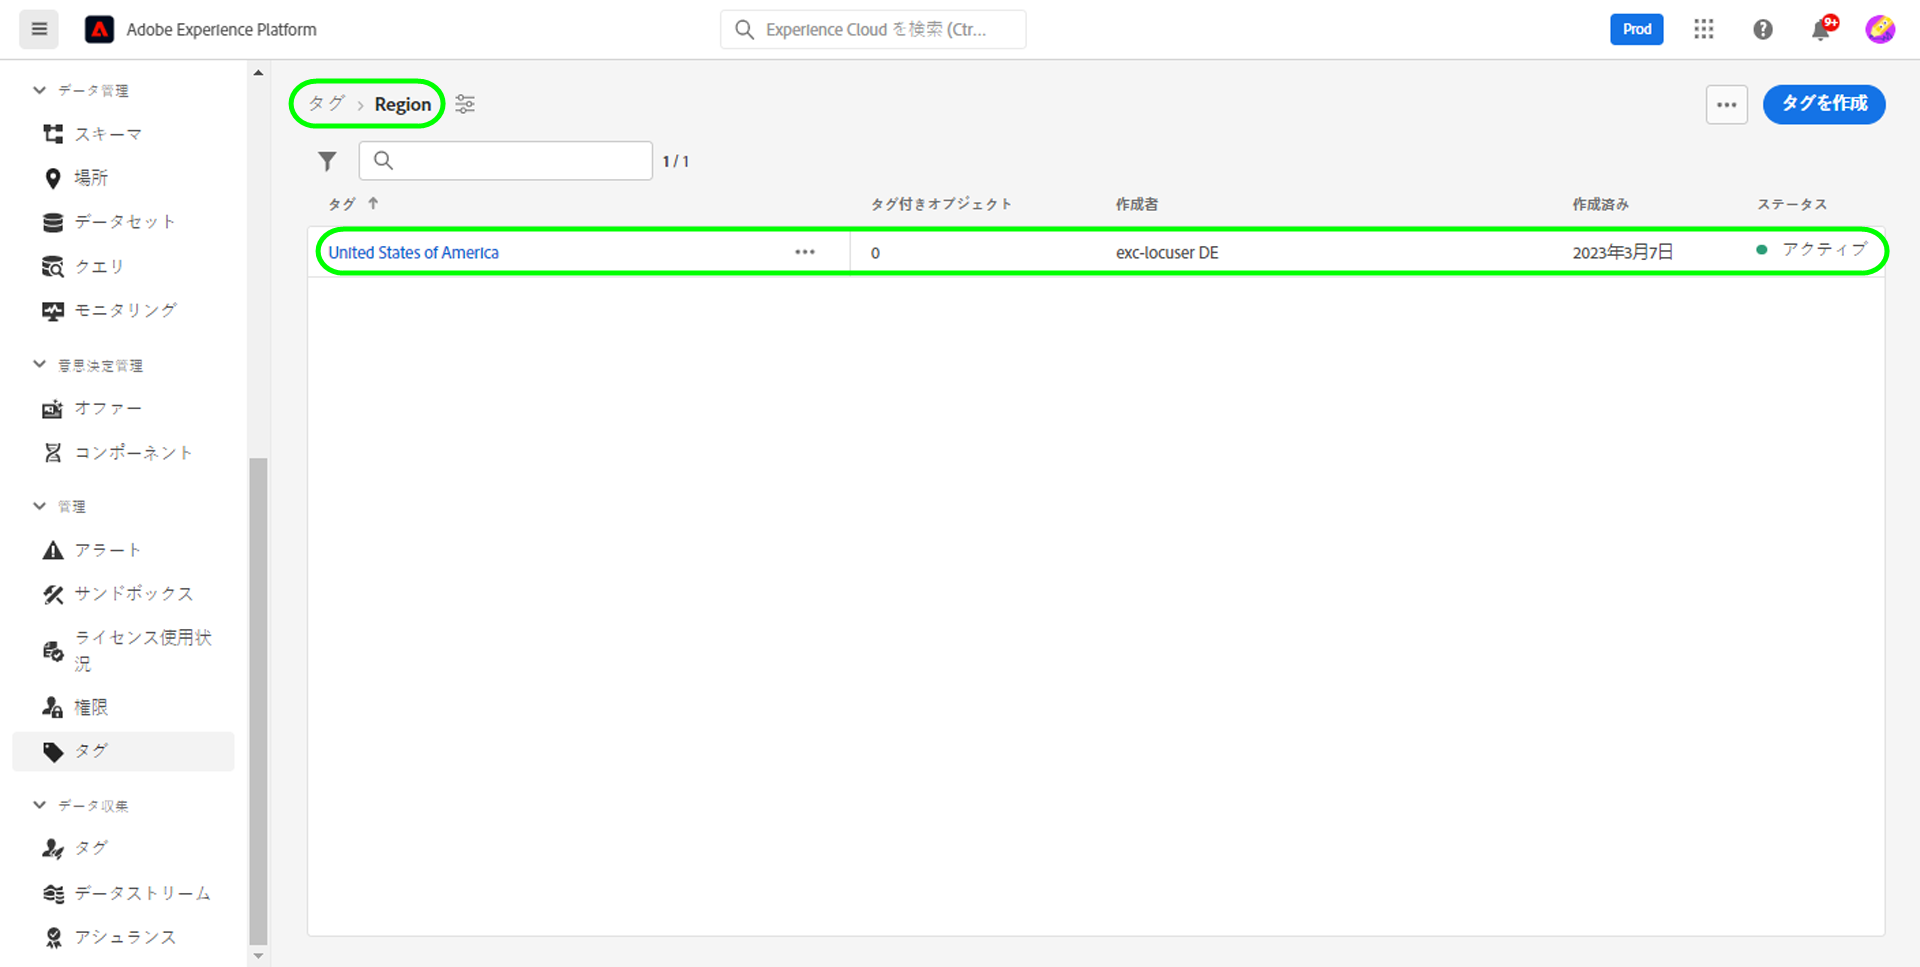 Adobe Experience Platform
Experience Cloud を検索 (Ctr...
Prod
9+
データ管理
スキーマ
場所
データセット
クエリ
モニタリング
意思決定管理
オファー
コンポーネント
管理
アラート
サンドボックス
ライセンス使用状
況
権限
タグ
データ収集
タグ
データストリーム
アシュランス
タグ > Region
タグを作成
1 / 1
タグ ↑ タグ付きオブジェクト 作成者 作成済み ステータス
United States of America ••• 0 exc-locuser DE 2023年3月7日 アクティブ